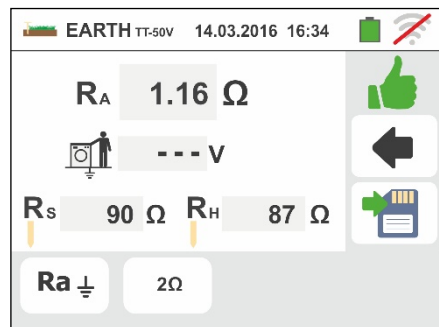 EARTH TT-50V 14.03.2016 16:34
RA 1.16 Ω
- - - V
Rs 90 Ω RH 87 Ω
Ra 2Ω